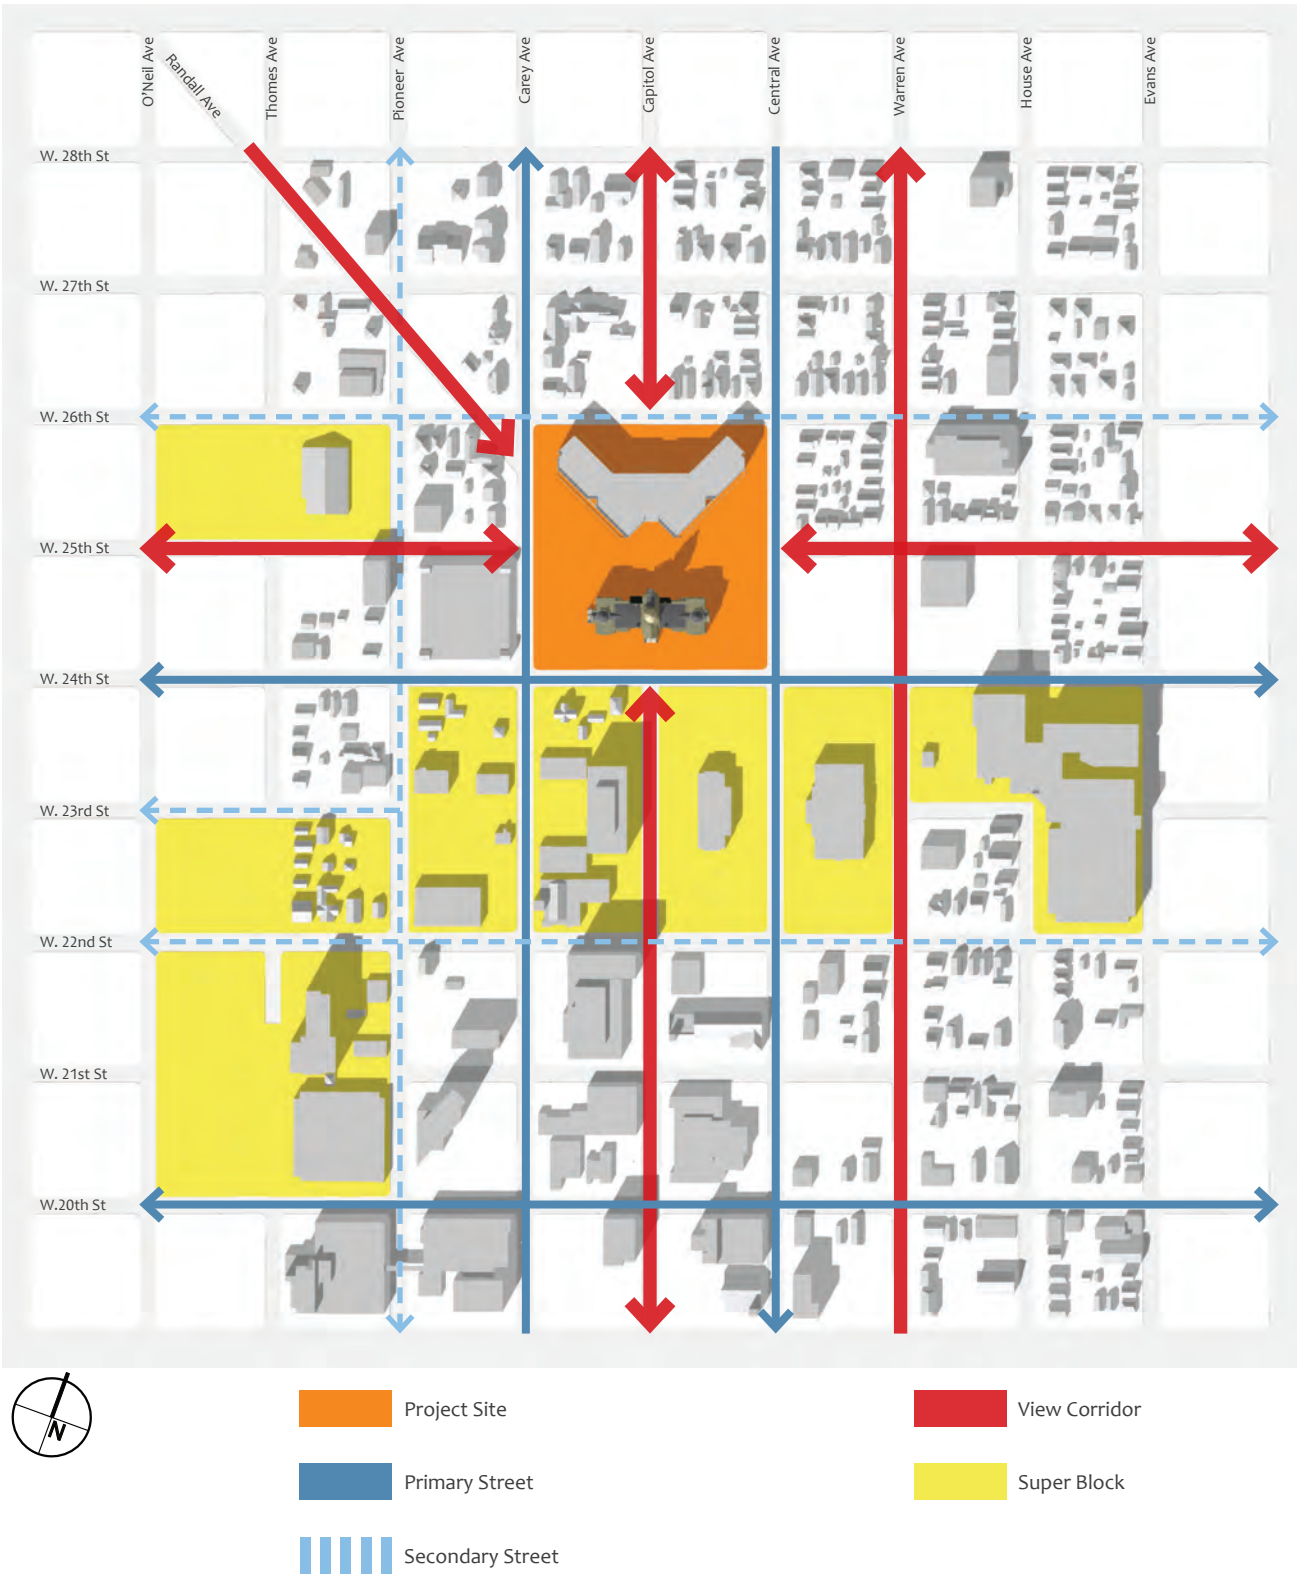 O'Neil Ave
Randall Ave
Thomes Ave
Pioneer Ave
Carey Ave
Capitol Ave
Central Ave
Warren Ave
House Ave
Evans Ave
W. 28th St
W. 27th St
W. 26th St
W. 25th St
W. 24th St
W. 23rd St
W. 22nd St
W. 21st St
W.20th St
N
Project Site
View Corridor
Primary Street
Super Block
Secondary Street